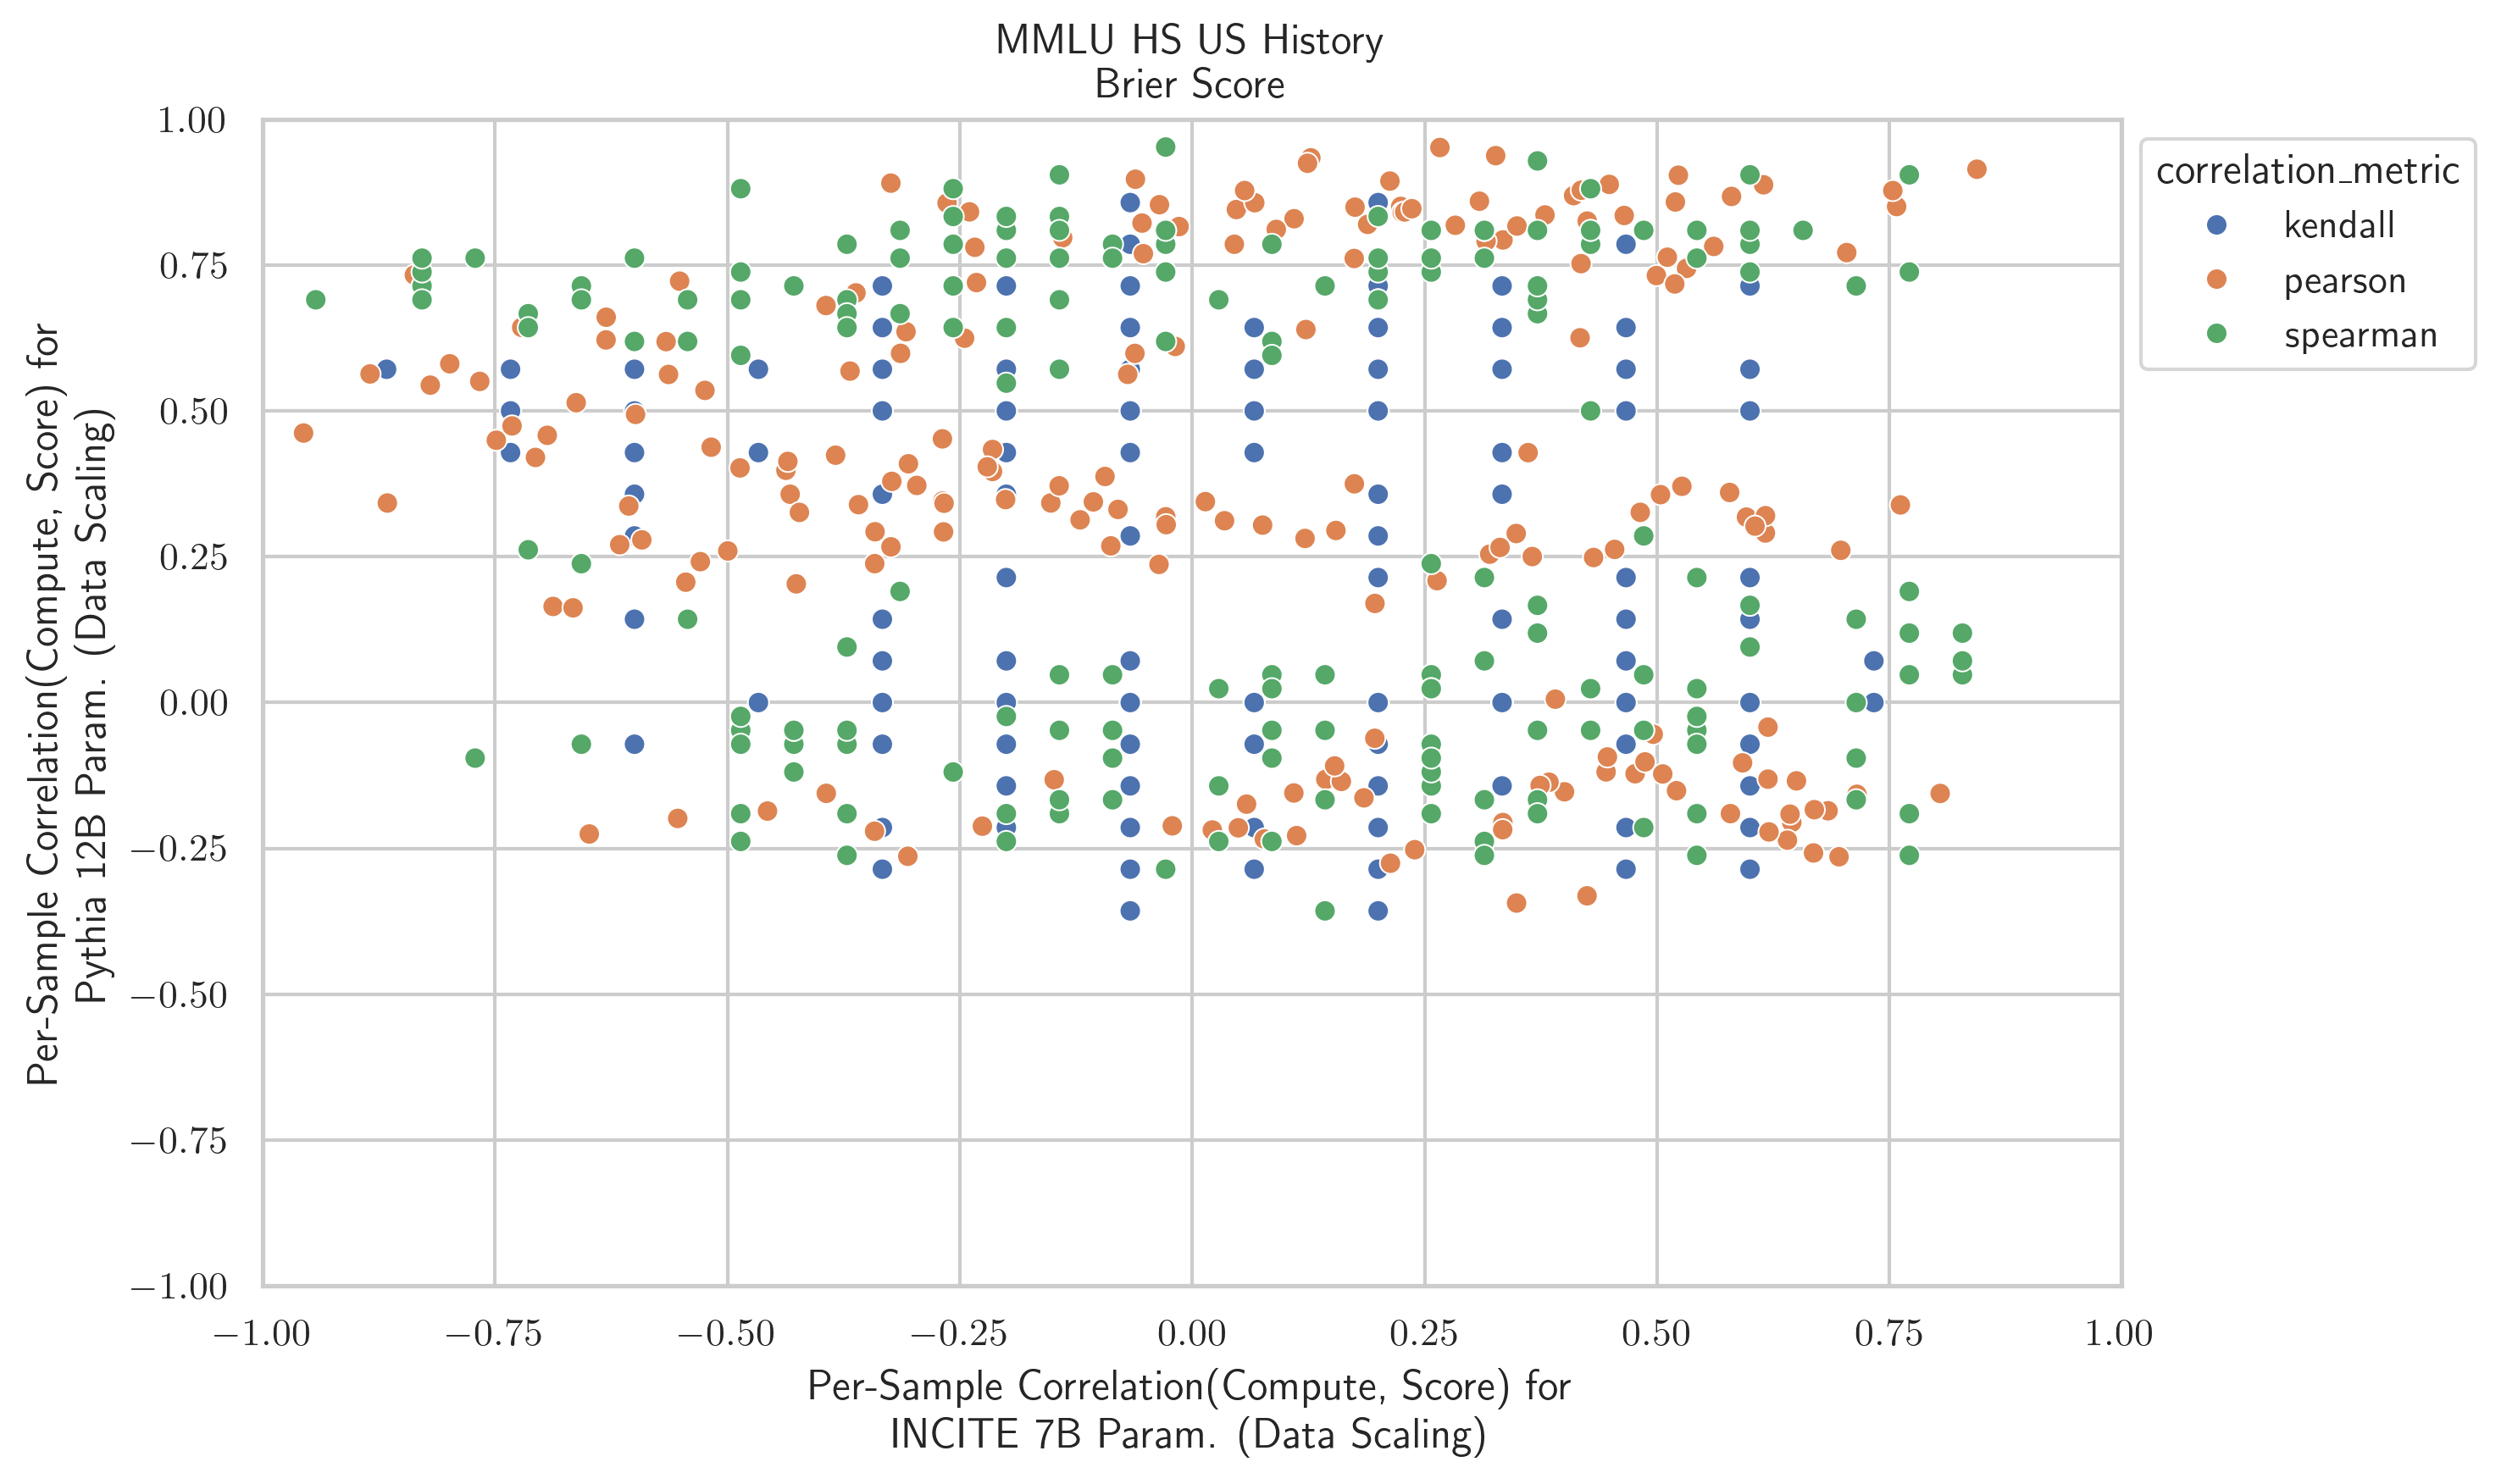 MMLU HS US History
Brier Score
Per-Sample Correlation(Compute, Score) for
Pythia 12B Param. (Data Scaling)
1.00
0.75
0.50
0.25
0.00
−0.25
−0.50
−0.75
−1.00
−1.00
−0.75
−0.50
−0.25
0.00
0.25
0.50
0.75
1.00
Per-Sample Correlation(Compute, Score) for
INCITE 7B Param. (Data Scaling)
correlation_metric
kendall
pearson
spearman